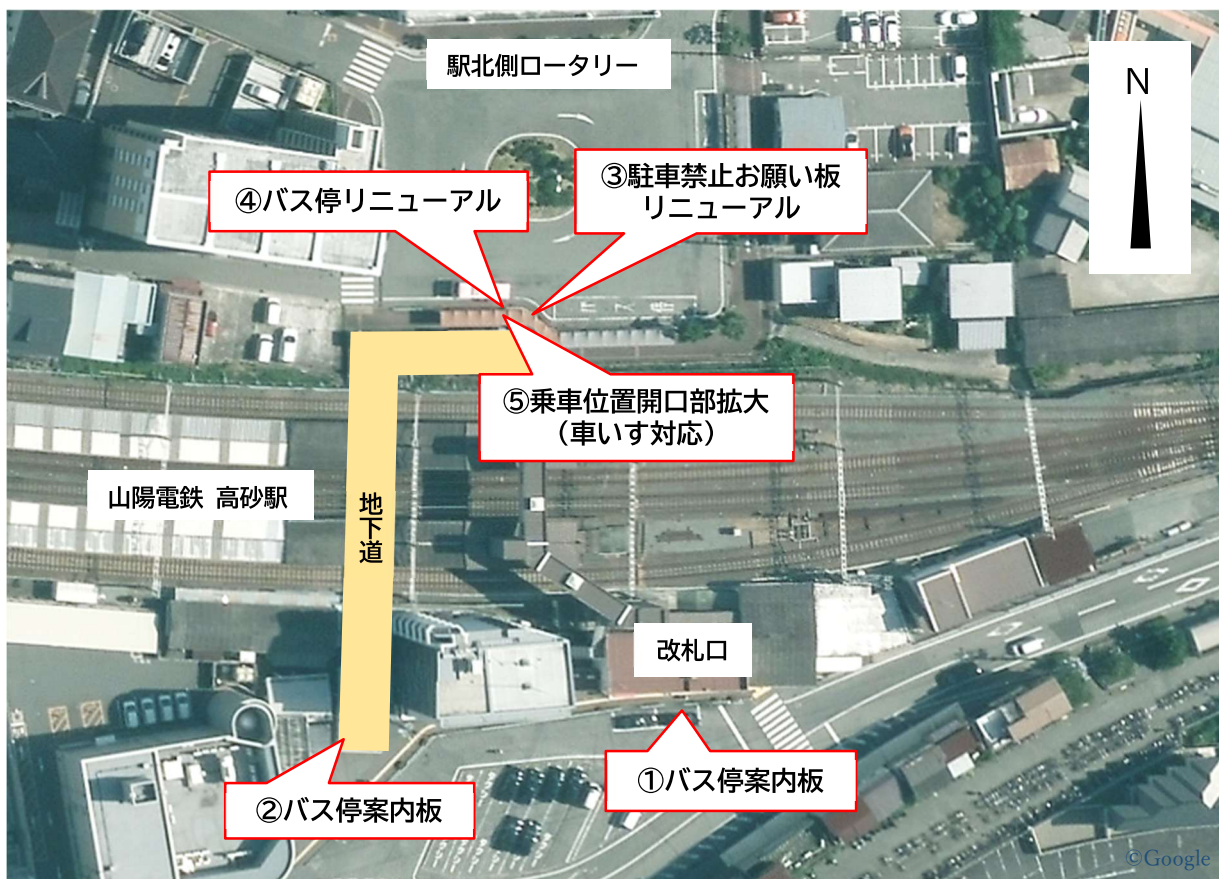 駅北側ロータリー
N
③駐車禁止お願い板
リニューアル
④バス停リニューアル
⑤乗車位置開口部拡大
（車いす対応）
山陽電鉄 高砂駅
地下道
改札口
①バス停案内板
②バス停案内板
©Google